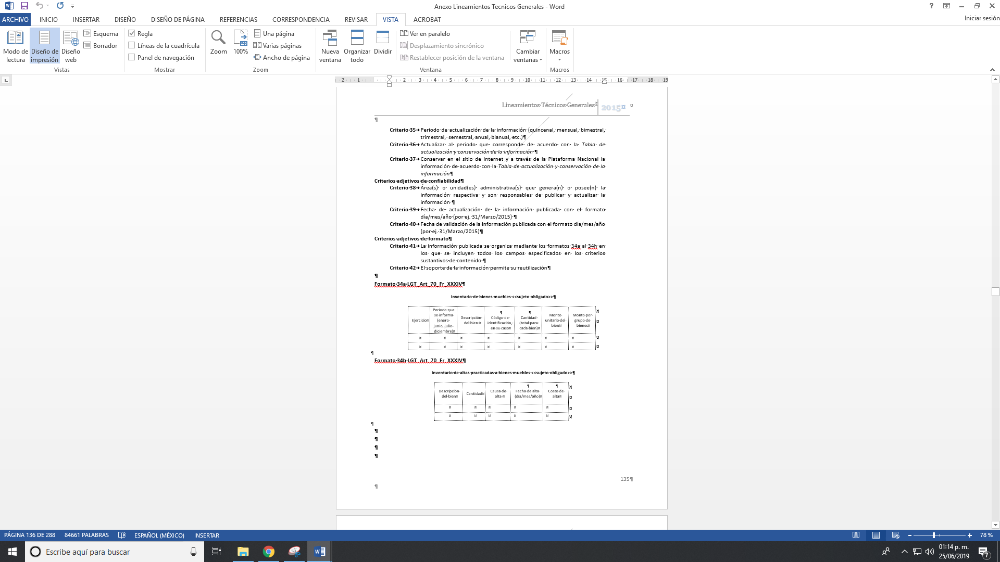 Anexo Lineamientos Tecnicos Generales - Word
ARCHIVO INICIO INSERTAR DISEÑO DISEÑO DE PÁGINA REFERENCIAS CORRESPONDENCIA REVISAR VISTA ACROBAT Iniciar sesión
Modo de lectura
Diseño de impresión
Diseño web
Esquema
Borrador
Vistas
Regla
Líneas de la cuadrícula
Panel de navegación
Mostrar
Zoom
100%
Una página
Varias páginas
Ancho de página
Zoom
Nueva ventana
Organizar todo
Dividir
Ver en paralelo
Desplazamiento sincrónico
Restablecer posición de la ventana
Cambiar ventanas
Ventana
Macros
Macros
2 1 2 3 4 5 6 7 8 9 10 11 12 13 14 15 16 17 18 19
Lineamientos Técnicos Generales¤ 2015¤ ¤
¶
Criterio 35 Periodo de actualización de la información (quincenal, mensual, bimestral,
trimestral, semestral, anual, bianual, etc.)¶
Criterio 36 Actualizar al periodo que corresponde de acuerdo con la Tabla de
actualización y conservación de la información ¶
Criterio 37 Conservar en el sitio de Internet y a través de la Plataforma Nacional la
información de acuerdo con la Tabla de actualización y conservación de la
información¶
Criterios adjetivos de confiabilidad¶
Criterio 38 Área(s) o unidad(es) administrativa(s) que genera(n) o posee(n) la
información respectiva y son responsables de publicar y actualizar la
información ¶
Criterio 39 Fecha de actualización de la información publicada con el formato
día/mes/año (por ej. 31/Marzo/2015) ¶
Criterio 40 Fecha de validación de la información publicada con el formato día/mes/año
(por ej. 31/Marzo/2015)¶
Criterios adjetivos de formato¶
Criterio 41 La información publicada se organiza mediante los formatos 34a al 34h en
los que se incluyen todos los campos especificados en los criterios
sustantivos de contenido ¶
Criterio 42 El soporte de la información permite su reutilización¶
¶
Formato 34a LGT_Art_70_Fr_XXXIV¶
Inventario de bienes muebles <<sujeto obligado>>¶
Ejercicio¤
Periodo que se informa (enero-junio, julio-diciembre)¤
Descripción del bien ¤
¶ Código de identificación, en su caso¤
¶ Cantidad (total para cada bien)¤
Monto unitario del bien¤
Monto por grupo de bienes¤
¤ ¤ ¤ ¤ ¤ ¤ ¤ ¤
¤ ¤ ¤ ¤ ¤ ¤ ¤ ¤
¶
Formato 34b LGT_Art_70_Fr_XXXIV¶
Inventario de altas practicadas a bienes muebles <<sujeto obligado>>¶
Descripción del bien¤
Cantidad¤
Causa de alta ¤
¶ Fecha de alta (día/mes/año)¤
¶ Costo de alta¤
¤ ¤ ¤ ¤ ¤ ¤
¤ ¤ ¤ ¤ ¤ ¤
¶
¶
¶
¶
¶
135¶
¶
PÁGINA 136 DE 288 84661 PALABRAS ESPAÑOL (MÉXICO) INSERTAR 78 %
Escribe aquí para buscar
01:14 p. m.
25/06/2019
7